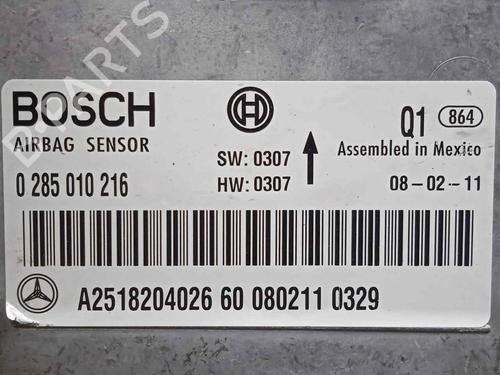 B-PARTS
BOSCH
AIRBAG SENSOR
0 285 010 216
SW: 0307
HW: 0307
Q1 864
Assembled in Mexico
08-02-11
A2518204026 60 080211 0329